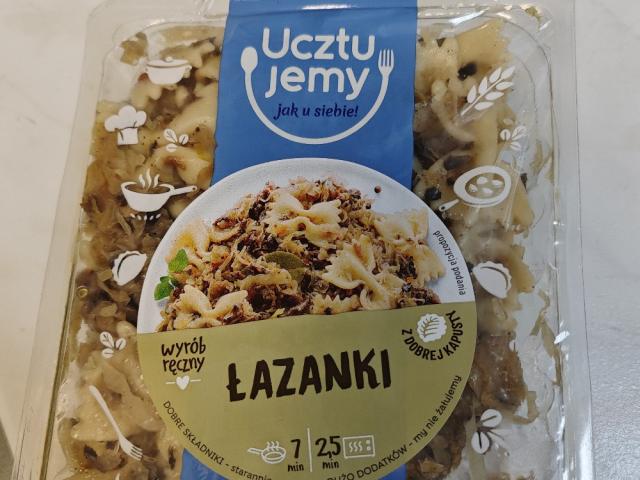 Ucztu
jemy
jak u siebie!
propozycja podania
wyrób
ręczny
Z DOBREJ KAPUSTY
ŁAZANKI
7
min
2,5
min
DOBRE SKŁADNIKI - starannie DUŻO DODATKÓW - my nie żałujemy